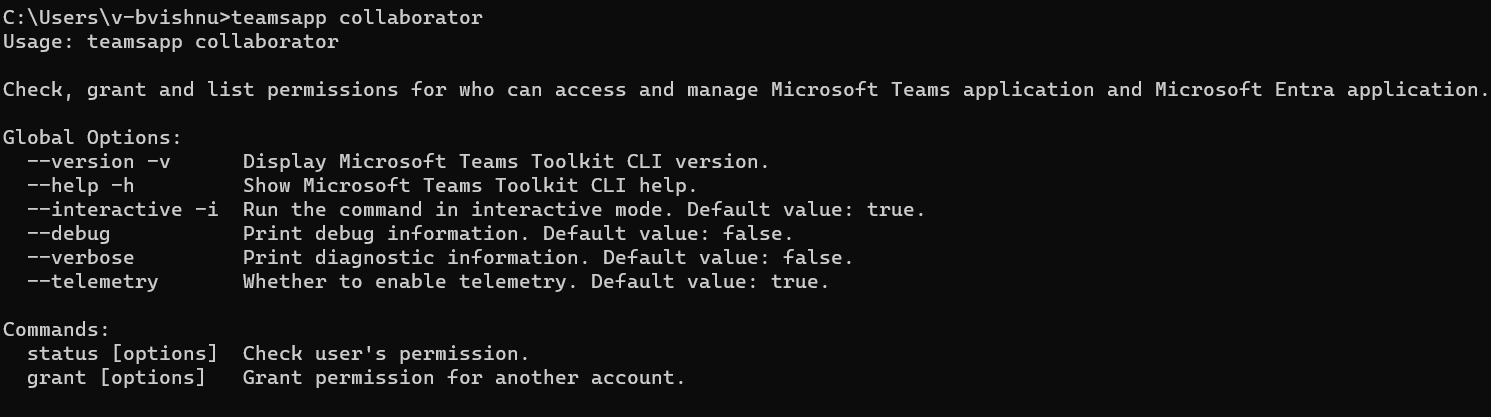 C:\Users\v-bvishnu>teamsapp collaborator
Usage: teamsapp collaborator
Check, grant and list permissions for who can access and manage Microsoft Teams application and Microsoft Entra application.
Global Options:
--version -v Display Microsoft Teams Toolkit CLI version.
--help -h Show Microsoft Teams Toolkit CLI help.
--interactive -i Run the command in interactive mode. Default value: true.
--debug Print debug information. Default value: false.
--verbose Print diagnostic information. Default value: false.
--telemetry Whether to enable telemetry. Default value: true.
Commands:
status [options] Check user's permission.
grant [options] Grant permission for another account.